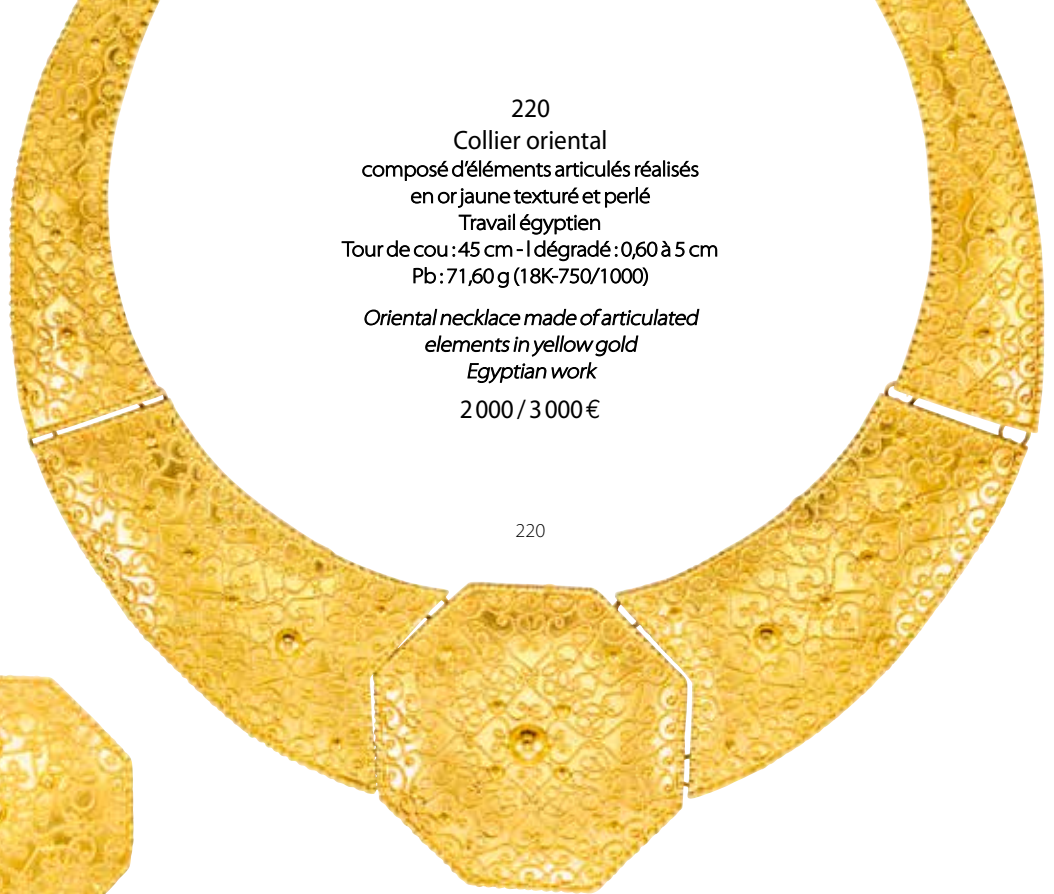 220
Collier oriental
composé d'éléments articulés réalisés
en or jaune texturé et perlé
Travail égyptien
Tour de cou : 45 cm - l dégradé : 0,60 à 5 cm
Pb : 71,60 g (18K-750/1000)
Oriental necklace made of articulated
elements in yellow gold
Egyptian work
2 000 / 3 000 €
220